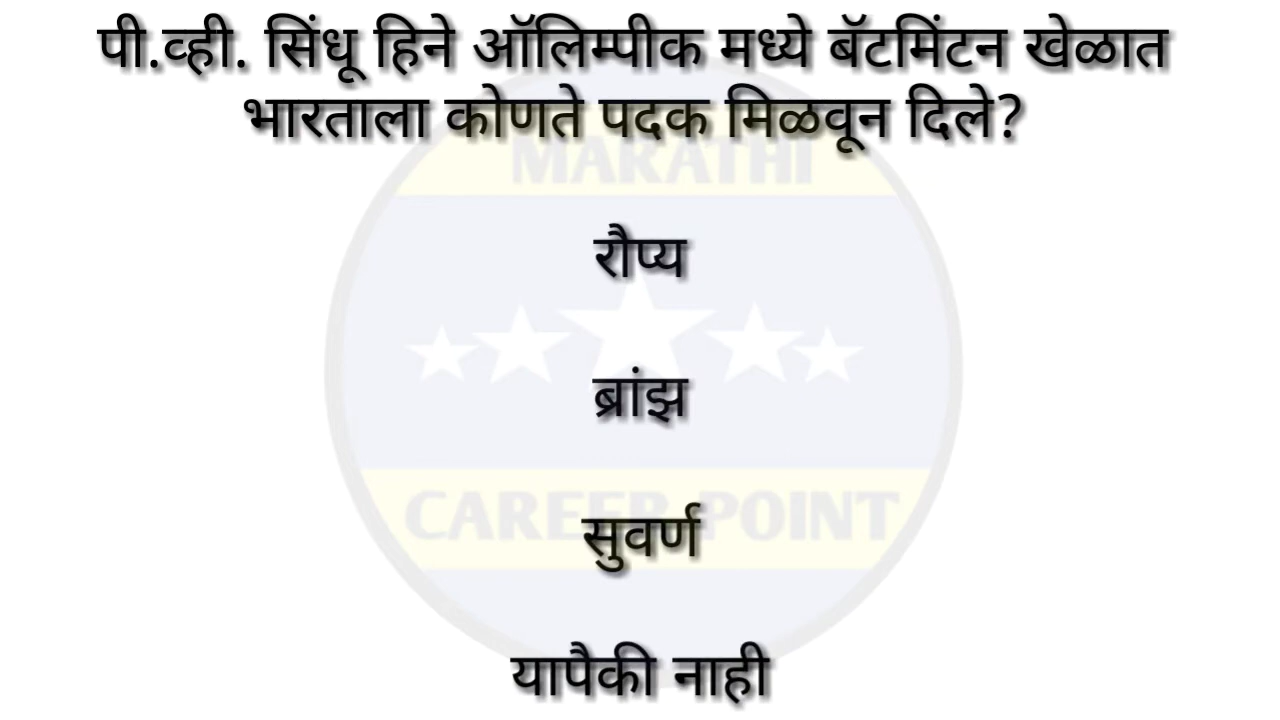 पी.व्ही. सिंधू हिने ऑलिम्पीक मध्ये बॅटमिंटन खेळात
भारताला कोणते पदक मिळवून दिले?
MARATHI
रौप्य
ब्रांझ
CAREER POINT
सुवर्ण
यापैकी नाही